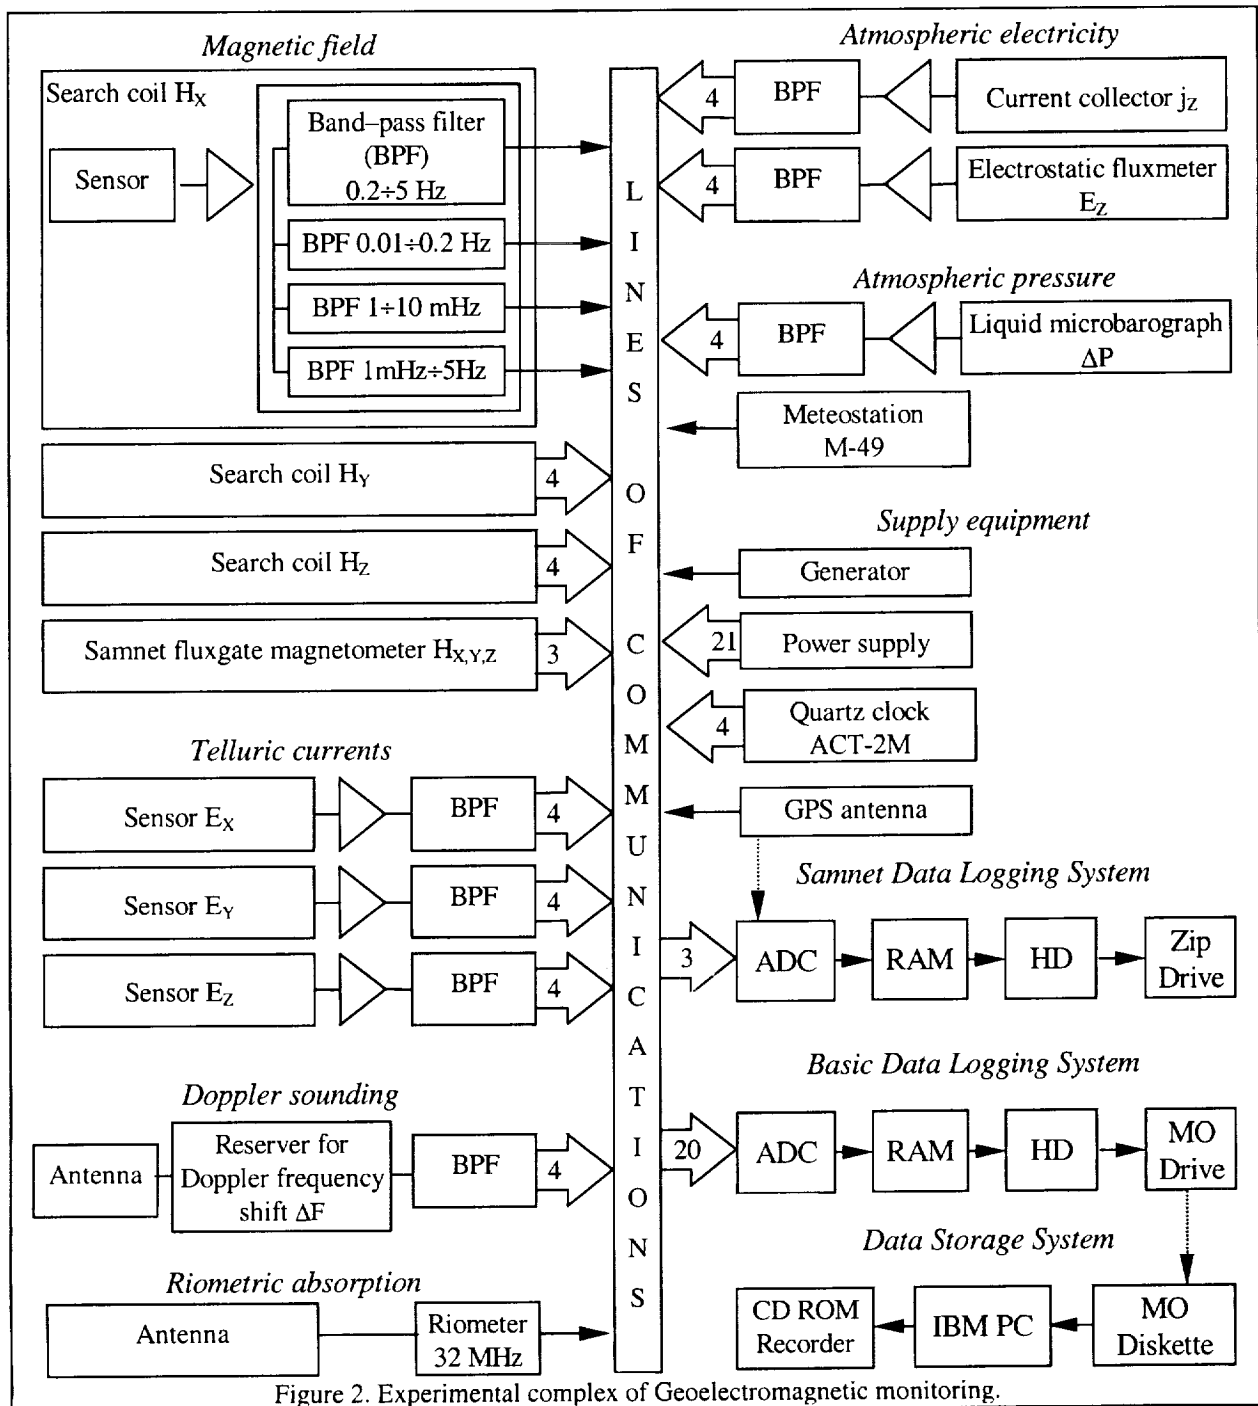 Magnetic field
Search coil HX
Sensor
Band–pass filter
(BPF)
0.2÷5 Hz
BPF 0.01÷0.2 Hz
BPF 1÷10 mHz
BPF 1mHz÷5Hz
Search coil HY
4
Search coil HZ
4
Samnet fluxgate magnetometer HX,Y,Z
3
Telluric currents
Sensor EX
BPF
4
Sensor EY
BPF
4
Sensor EZ
BPF
4
Doppler sounding
Antenna
Reserver for
Doppler frequency
shift ΔF
BPF
4
Riometric absorption
Antenna
Riometer
32 MHz
LINES OF COMMUNICATIONS
Atmospheric electricity
4
BPF
Current collector jZ
4
BPF
Electrostatic fluxmeter
EZ
Atmospheric pressure
4
BPF
Liquid microbarograph
ΔP
Meteostation
M-49
Supply equipment
Generator
21
Power supply
4
Quartz clock
ACT-2M
GPS antenna
Samnet Data Logging System
3
ADC
RAM
HD
Zip
Drive
Basic Data Logging System
20
ADC
RAM
HD
MO
Drive
Data Storage System
CD ROM
Recorder
IBM PC
MO
Diskette
Figure 2. Experimental complex of Geoelectromagnetic monitoring.